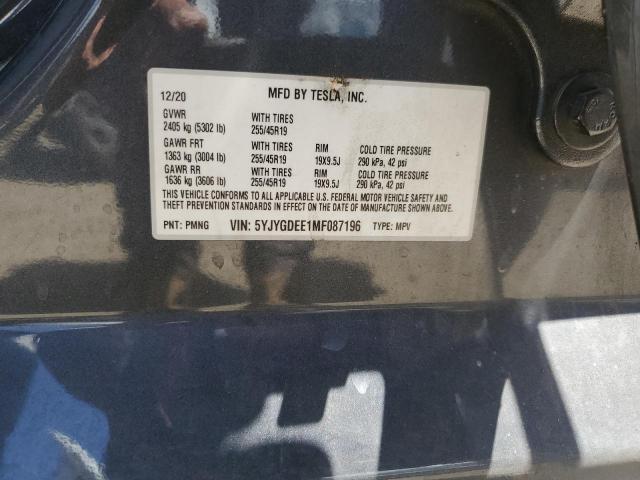 12/20 MFD BY TESLA, INC.
GVWR WITH TIRES
2405 kg (5302 lb) 255/45R19
GAWR FRT WITH TIRES RIM COLD TIRE PRESSURE
1363 kg (3004 lb) 255/45R19 19X9.5J 290 kPa, 42 psi
GAWR RR WITH TIRES RIM COLD TIRE PRESSURE
1636 kg (3606 lb) 255/45R19 19X9.5J 290 kPa, 42 psi
THIS VEHICLE CONFORMS TO ALL APPLICABLE U.S. FEDERAL MOTOR VEHICLE SAFETY AND
THEFT PREVENTION STANDARDS IN EFFECT ON THE DATE OF MANUFACTURE SHOWN ABOVE.
PNT: PMNG VIN: 5YJYGDEE1MF087196 TYPE: MPV